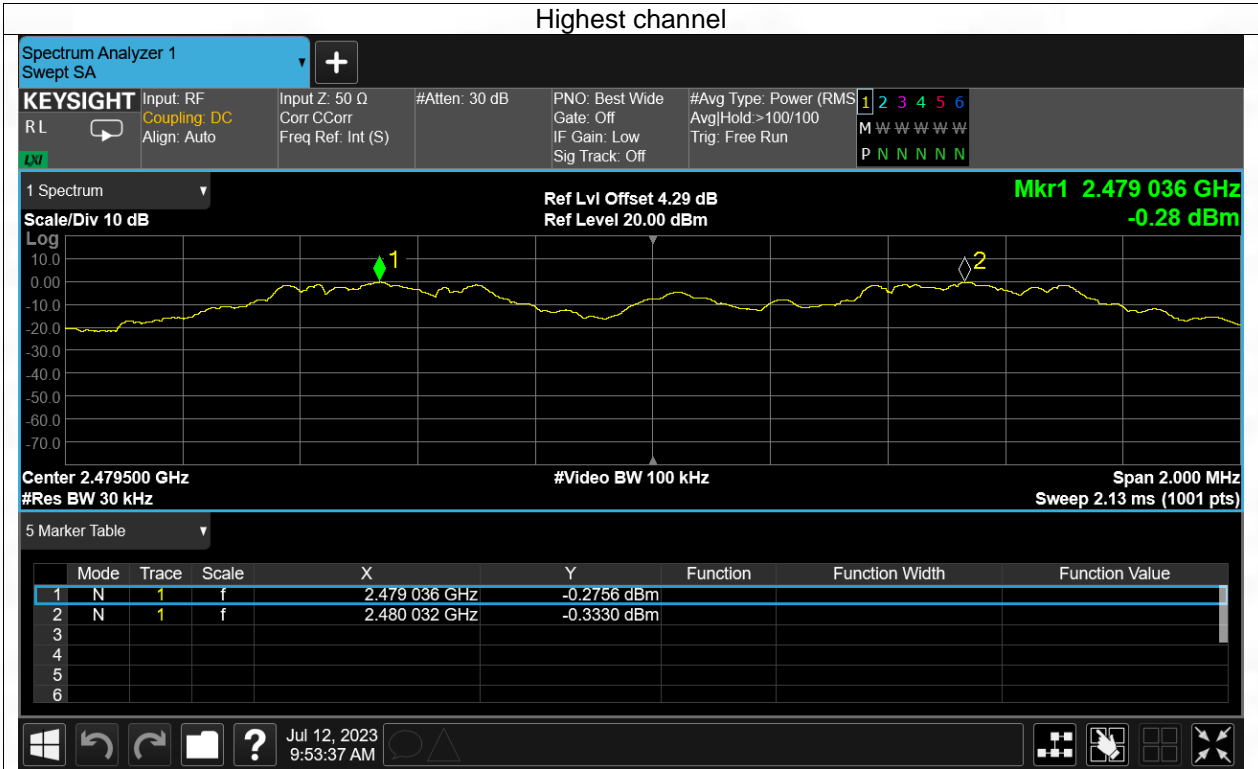 Highest channel
Spectrum Analyzer 1
Swept SA
+
KEYSIGHT Input: RF Input Z: 50 Ω #Atten: 30 dB PNO: Best Wide #Avg Type: Power (RMS 1 2 3 4 5 6
RL Coupling: DC Corr CCorr Gate: Off Avg|Hold:>100/100 M W W W W W
Align: Auto Freq Ref: Int (S) IF Gain: Low Trig: Free Run P N N N N N
LXI Sig Track: Off
1 Spectrum Ref Lvl Offset 4.29 dB Mkr1 2.479 036 GHz
Scale/Div 10 dB Ref Level 20.00 dBm -0.28 dBm
Log
10.0 1 2
0.00
-10.0
-20.0
-30.0
-40.0
-50.0
-60.0
-70.0
Center 2.479500 GHz #Video BW 100 kHz Span 2.000 MHz
#Res BW 30 kHz Sweep 2.13 ms (1001 pts)
5 Marker Table
Mode Trace Scale X Y Function Function Width Function Value
1 N 1 f 2.479 036 GHz -0.2756 dBm
2 N 1 f 2.480 032 GHz -0.3330 dBm
3
4
5
6
? Jul 12, 2023
9:53:37 AM